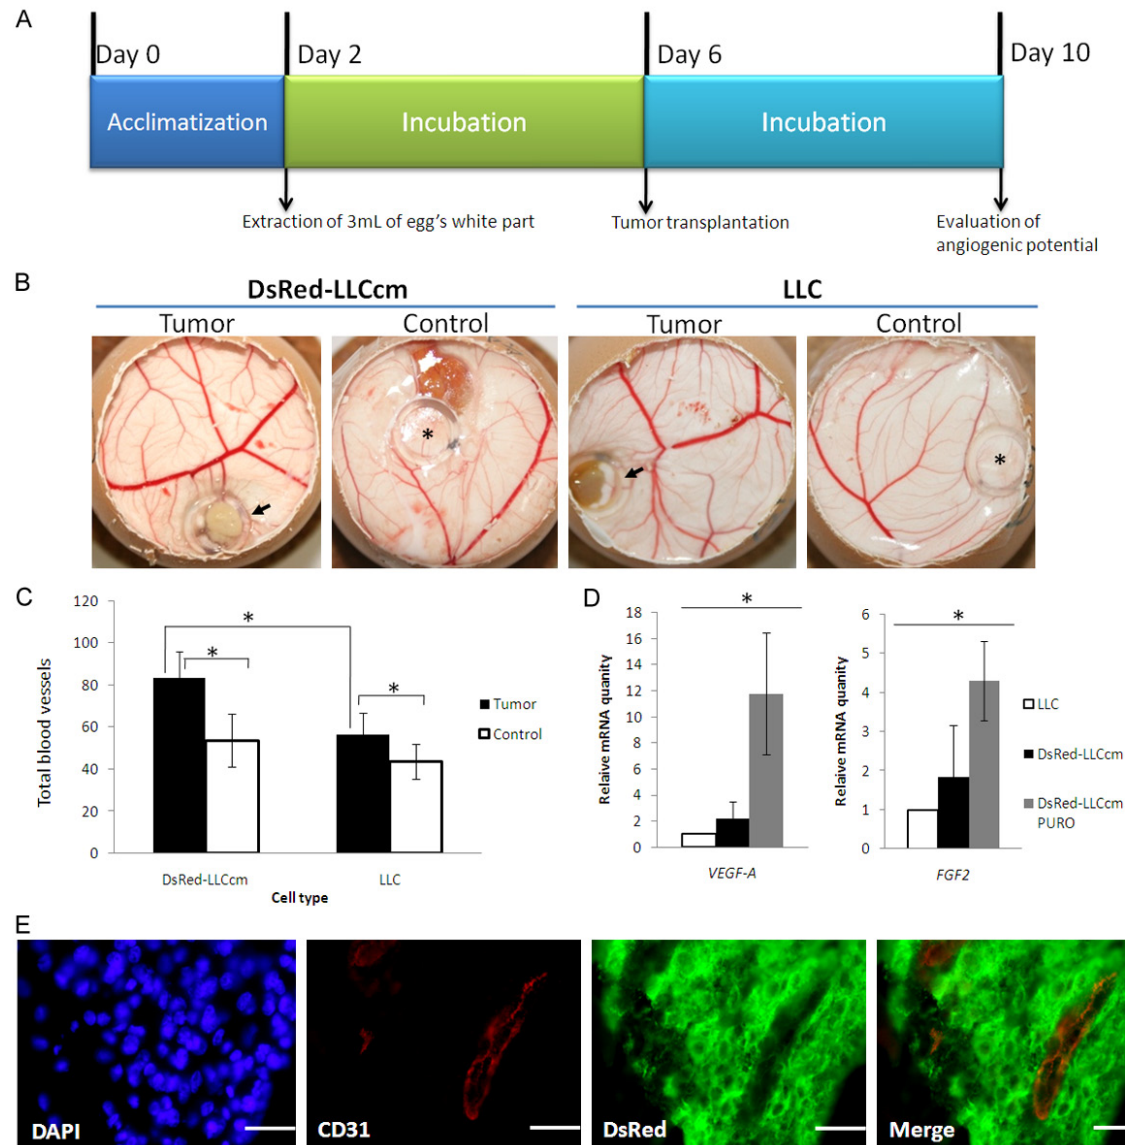 A
Day 0
Day 2
Day 6
Day 10
Acclimatization
Incubation
Incubation
Extraction of 3mL of egg's white part
Tumor transplantation
Evaluation of
angiogenic potential
B
DsRed-LLCcm
LLC
Tumor
Control
Tumor
Control
*
*
C
120
100
80
60
40
20
0
Total blood vessels
*
*
*
Tumor
Control
DsRed-LLCcm
LLC
Cell type
D
18
16
14
12
10
8
6
4
2
0
Relaive mRNA quanity
*
VEGF-A
6
5
4
3
2
1
0
Relaive mRNA quanity
*
FGF2
LLC
DsRed-LLCcm
DsRed-LLCcm
PURO
E
DAPI
CD31
DsRed
Merge